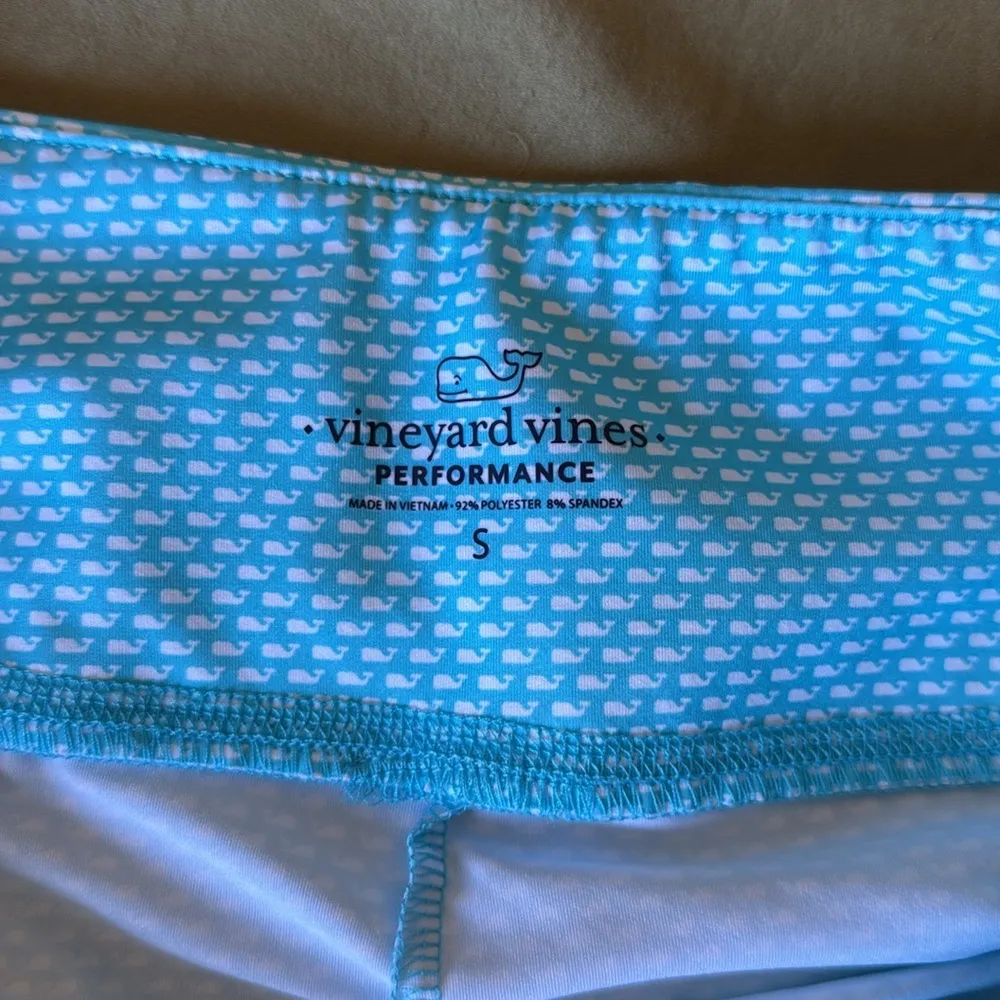 · vineyard vines ·
PERFORMANCE
MADE IN VIETNAM · 92% POLYESTER 8% SPANDEX
S